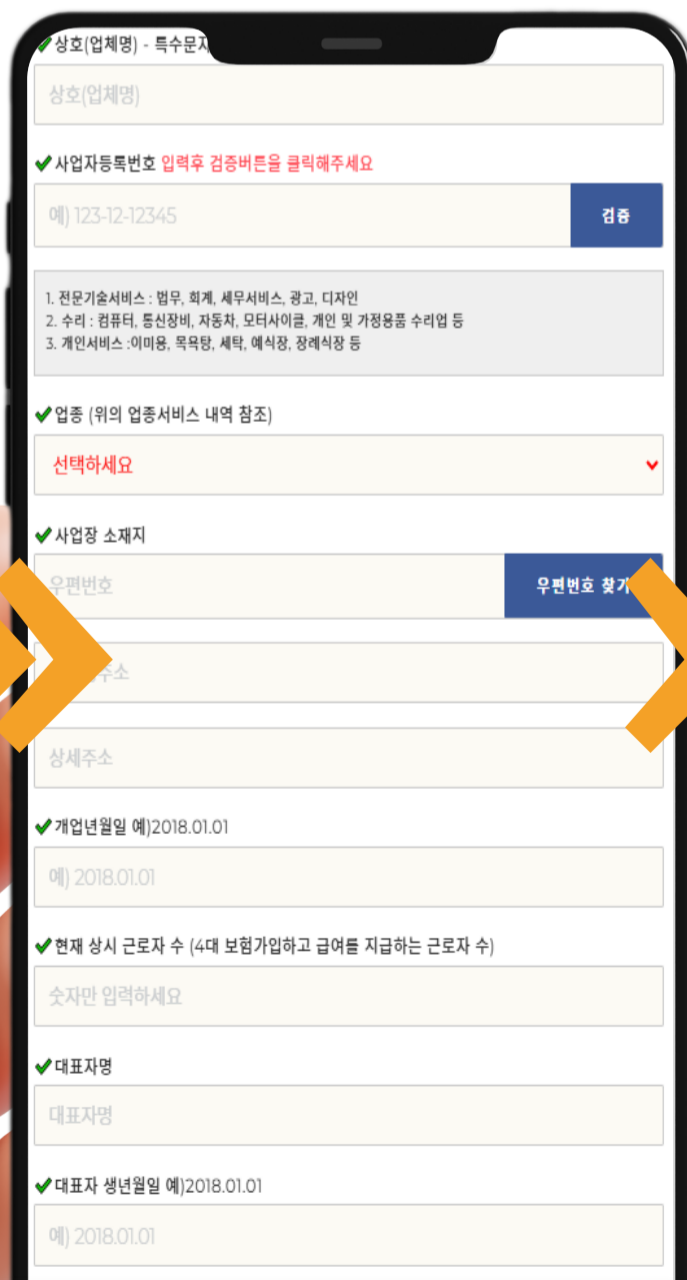 상호(업체명) - 특수문자
상호(업체명)
사업자등록번호 입력후 검증버튼을 클릭해주세요
예) 123-12-12345
검증
1. 전문기술서비스 : 법무, 회계, 세무서비스, 광고, 디자인
2. 수리 : 컴퓨터, 통신장비, 자동차, 모터사이클, 개인 및 가정용품 수리업 등
3. 개인서비스 :이미용, 목욕탕, 세탁, 예식장, 장례식장 등
업종 (위의 업종서비스 내역 참조)
선택하세요
사업장 소재지
우편번호
우편번호 찾기
주소
상세주소
개업년월일 예)2018.01.01
예) 2018.01.01
현재 상시 근로자 수 (4대 보험가입하고 급여를 지급하는 근로자 수)
숫자만 입력하세요
대표자명
대표자명
대표자 생년월일 예)2018.01.01
예) 2018.01.01